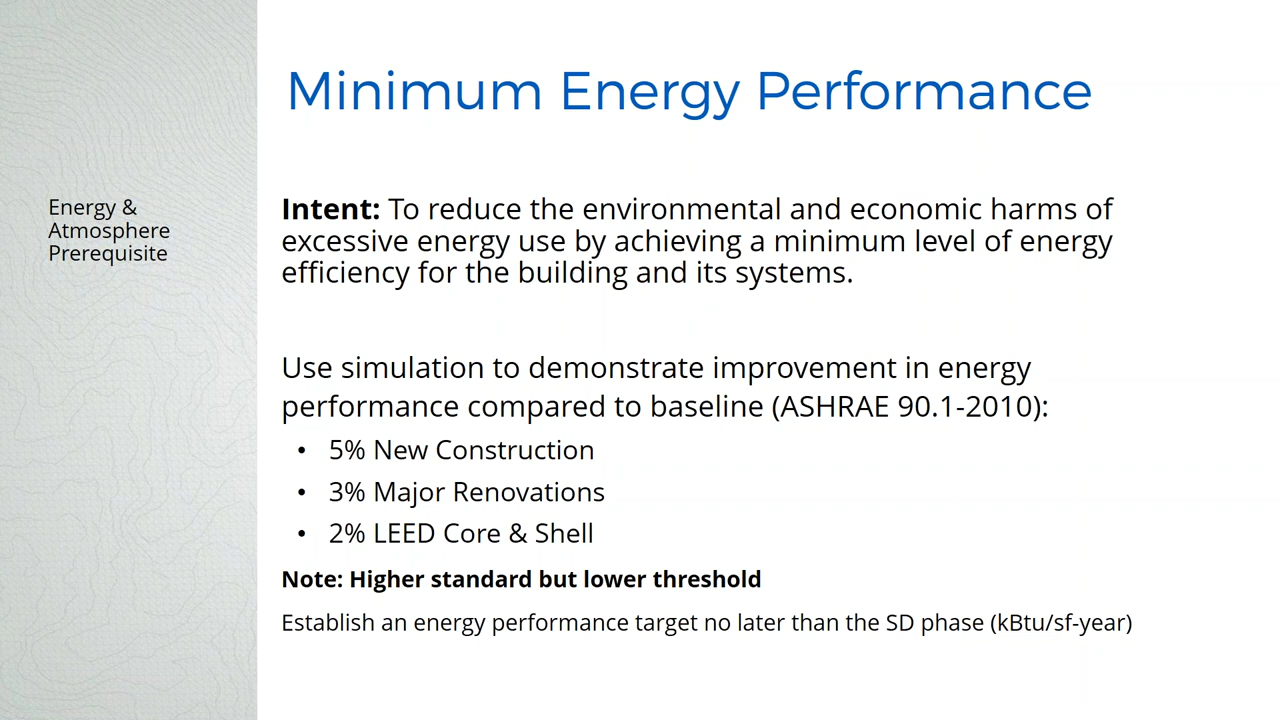 Minimum Energy Performance
Energy &
Atmosphere
Prerequisite
Intent: To reduce the environmental and economic harms of
excessive energy use by achieving a minimum level of energy
efficiency for the building and its systems.
Use simulation to demonstrate improvement in energy
performance compared to baseline (ASHRAE 90.1-2010):
• 5% New Construction
• 3% Major Renovations
• 2% LEED Core & Shell
Note: Higher standard but lower threshold
Establish an energy performance target no later than the SD phase (kBtu/sf-year)